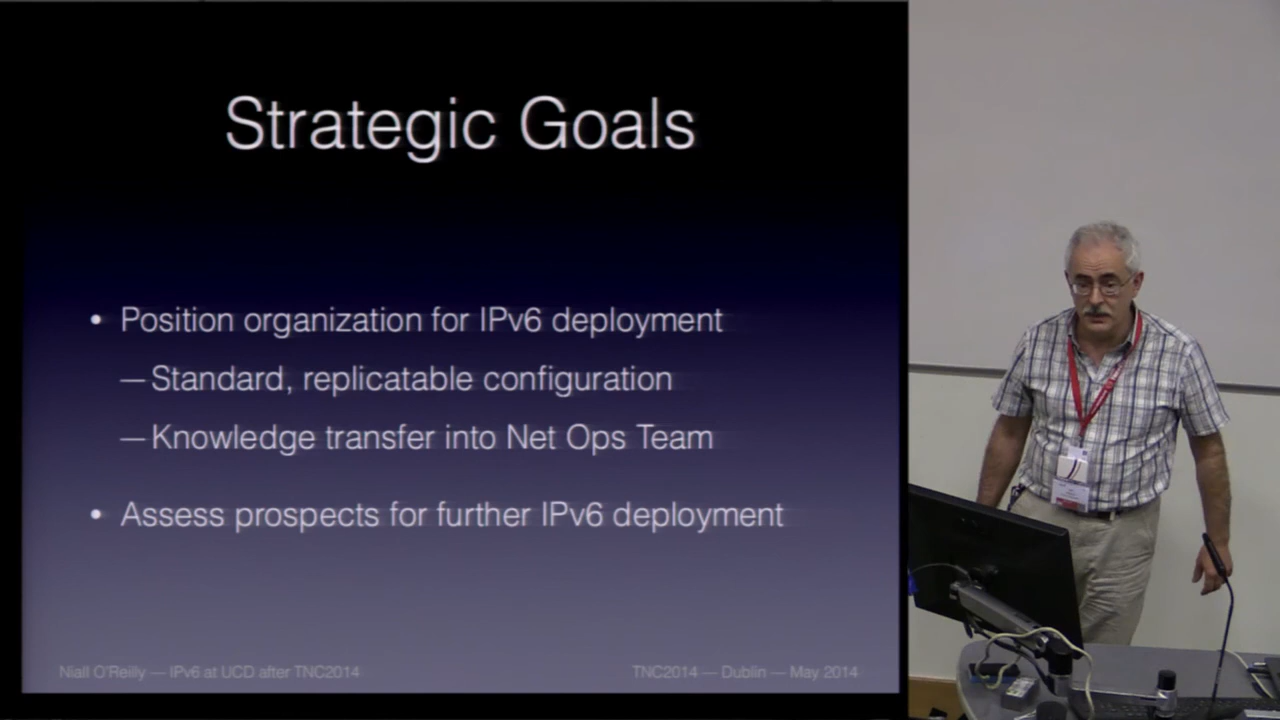 Strategic Goals
• Position organization for IPv6 deployment
— Standard, replicatable configuration
— Knowledge transfer into Net Ops Team
• Assess prospects for further IPv6 deployment
Niall O'Reilly — IPv6 at UCD after TNC2014
TNC2014 — Dublin — May 2014